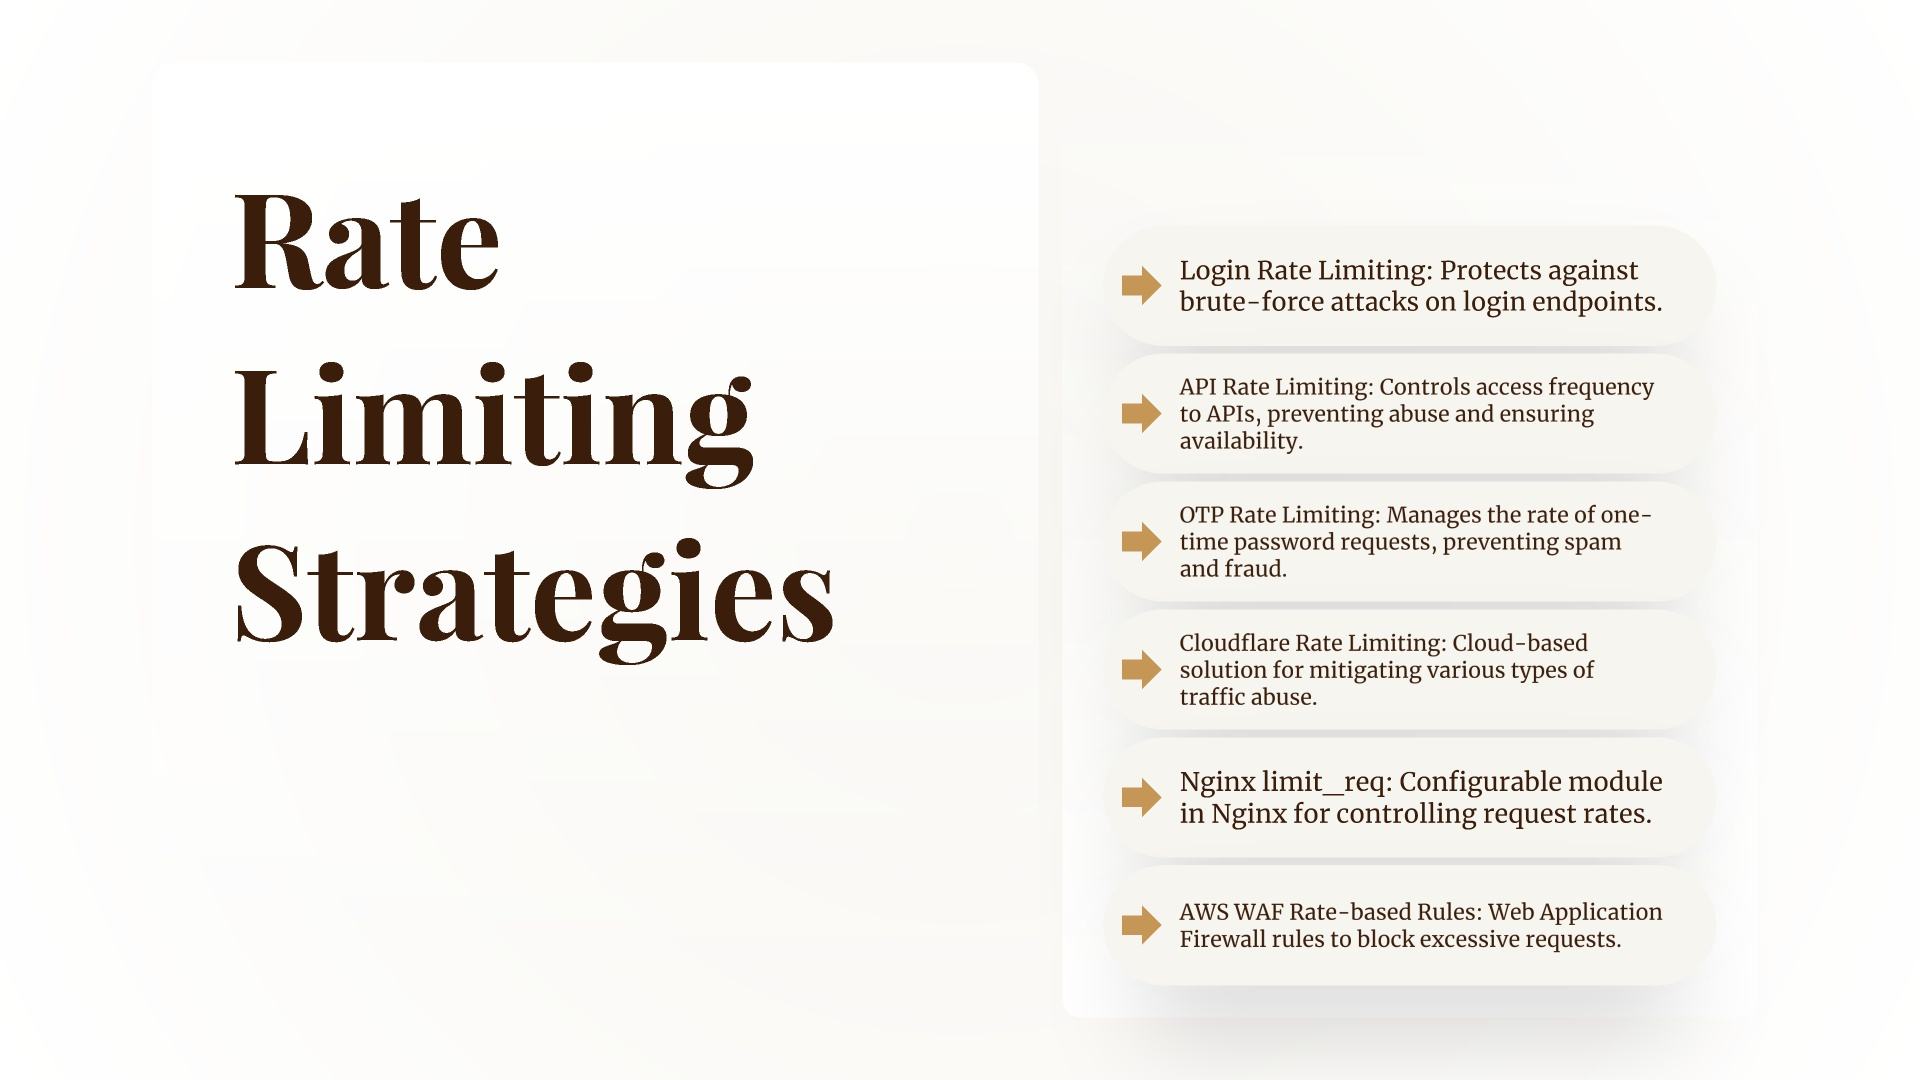 Rate
Limiting
Strategies
Login Rate Limiting: Protects against
brute-force attacks on login endpoints.
API Rate Limiting: Controls access frequency
to APIs, preventing abuse and ensuring
availability.
OTP Rate Limiting: Manages the rate of one-
time password requests, preventing spam
and fraud.
Cloudflare Rate Limiting: Cloud-based
solution for mitigating various types of
traffic abuse.
Nginx limit_req: Configurable module
in Nginx for controlling request rates.
AWS WAF Rate-based Rules: Web Application
Firewall rules to block excessive requests.